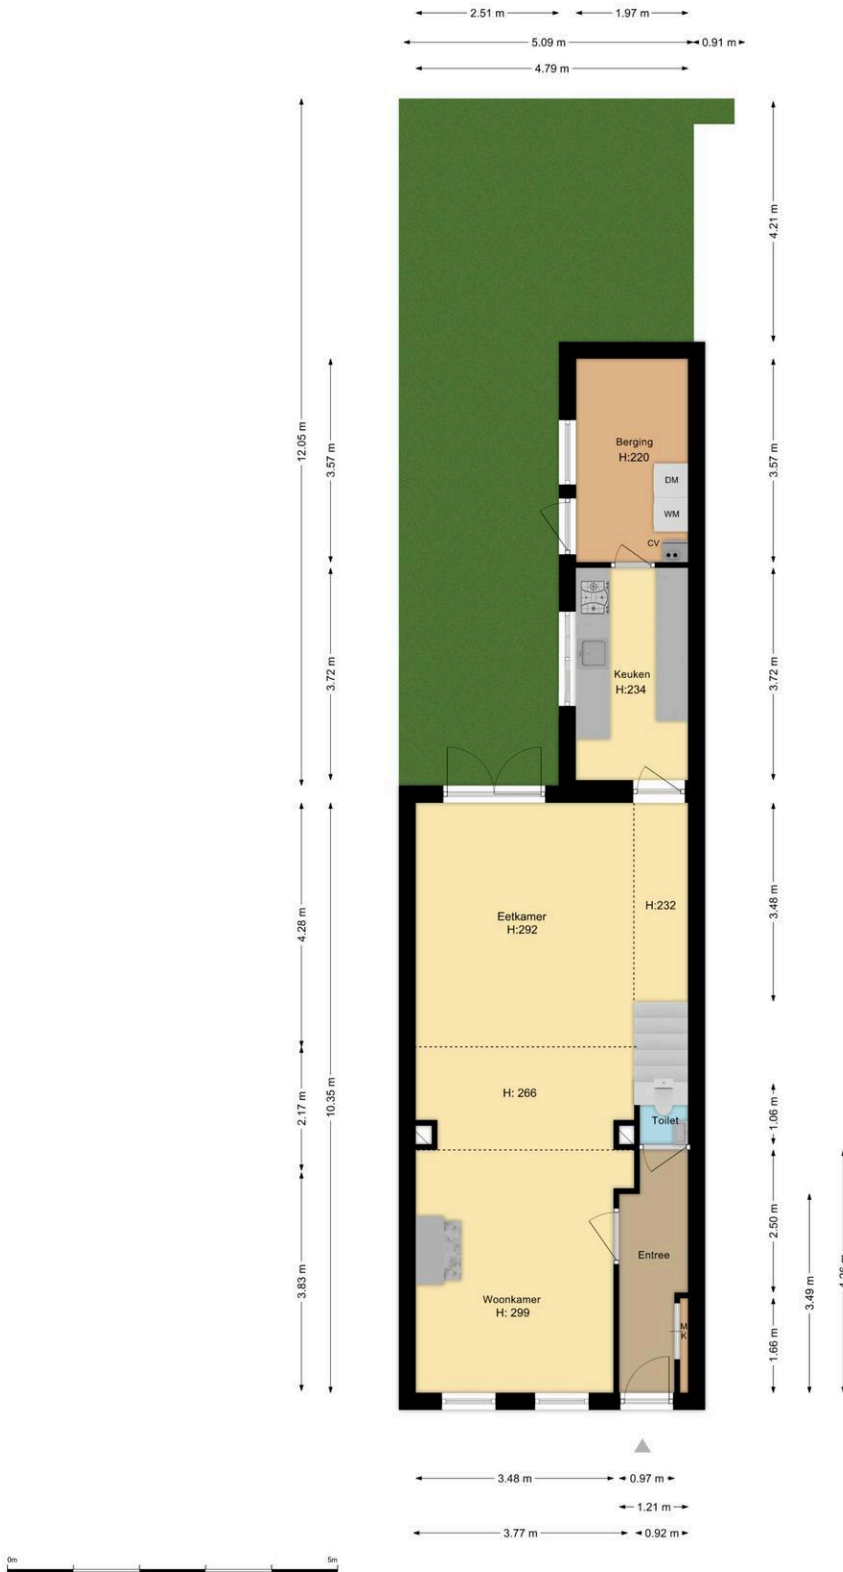 2.51 m
1.97 m
5.09 m
0.91 m
4.79 m
4.21 m
12.05 m
3.57 m
3.57 m
Berging
H:220
DM
WM
CV
3.72 m
3.72 m
Keuken
H:234
4.28 m
3.48 m
H:232
Eetkamer
H:292
2.17 m
10.35 m
H: 266
1.06 m
Toilet
2.50 m
3.49 m
4.26 m
Entree
3.83 m
Woonkamer
H: 299
M
K
1.66 m
3.48 m
0.97 m
1.21 m
3.77 m
0.92 m
0m
5m